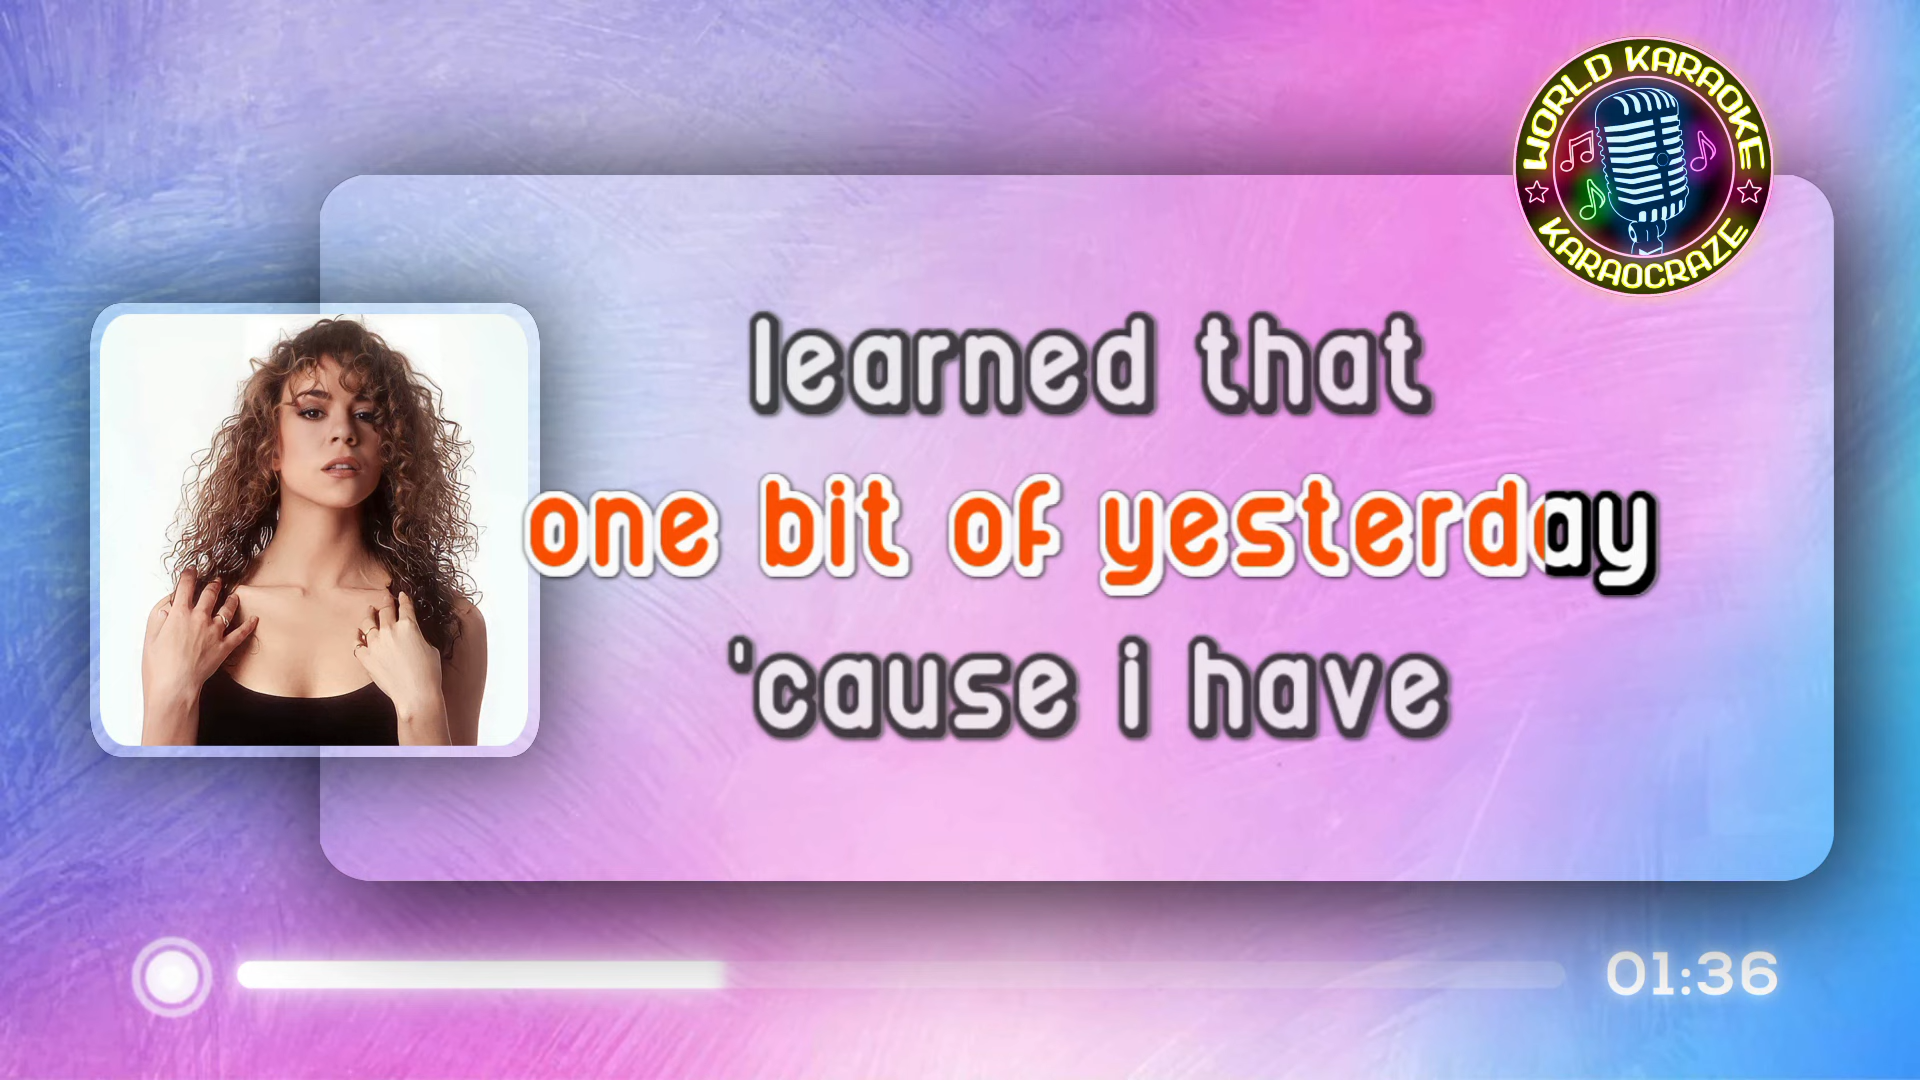 WORLD KARAOKE
KARAOCRAZE
learned that
one bit of yesterday
'cause i have
01:36